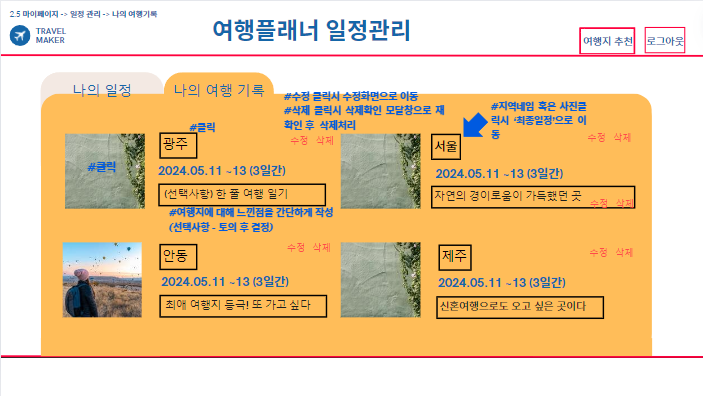 2.5 마이페이지 -> 일정 관리 -> 나의 여행기록
TRAVEL
MAKER
여행플래너 일정관리
여행지 추천
로그아웃
나의 일정
나의 여행 기록
#수정 클릭시 수정화면으로 이동
#삭제 클릭시 삭제확인 모달창으로 재
확인 후 삭제처리
#지역네임 혹은 사진클
릭시 '최종일정'으로 이
동
#클릭
#클릭
광주
수정 삭제
2024.05.11 ~13 (3일간)
(선택사항) 한 줄 여행 일기
#여행지에 대해 느낀점을 간단하게 작성
(선택사항 - 토의 후 결정)
서울
수정 삭제
2024.05.11 ~13 (3일간)
자연의 경이로움이 가득했던 곳
수정 삭제
안동
수정 삭제
2024.05.11 ~13 (3일간)
최애 여행지 등극! 또 가고 싶다
제주
수정 삭제
2024.05.11 ~13 (3일간)
신혼여행으로도 오고 싶은 곳이다